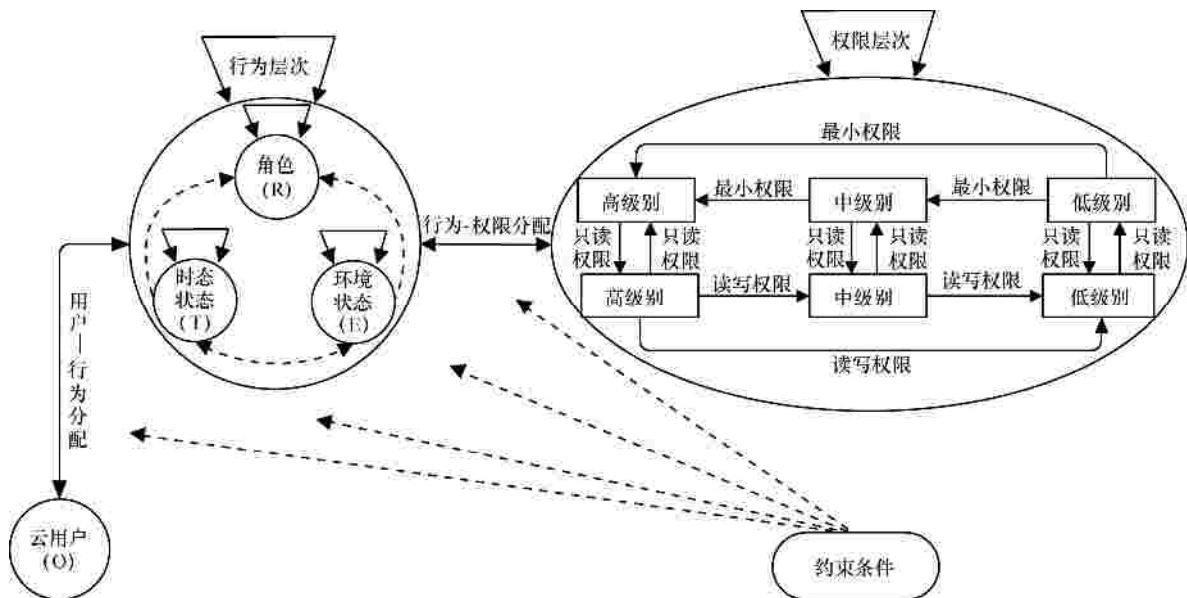 行为层次
权限层次
角色
(R)
时态
状态
(T)
环境
状态
(E)
行为-权限分配
最小权限
最小权限
最小权限
高级别
中级别
低级别
只读
权限
只读
权限
只读
权限
只读
权限
只读
权限
只读
权限
高级别
读写权限
中级别
读写权限
低级别
读写权限
用户—行为分配
云用户
(O)
约束条件